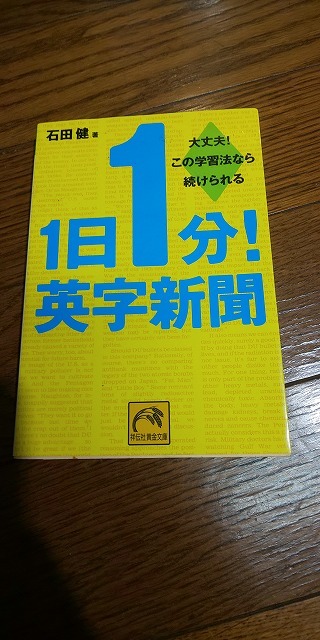 石田 健 著
大丈夫!
この学習法なら
続けられる
1日1分!
英字新聞
祥伝社黄金文庫